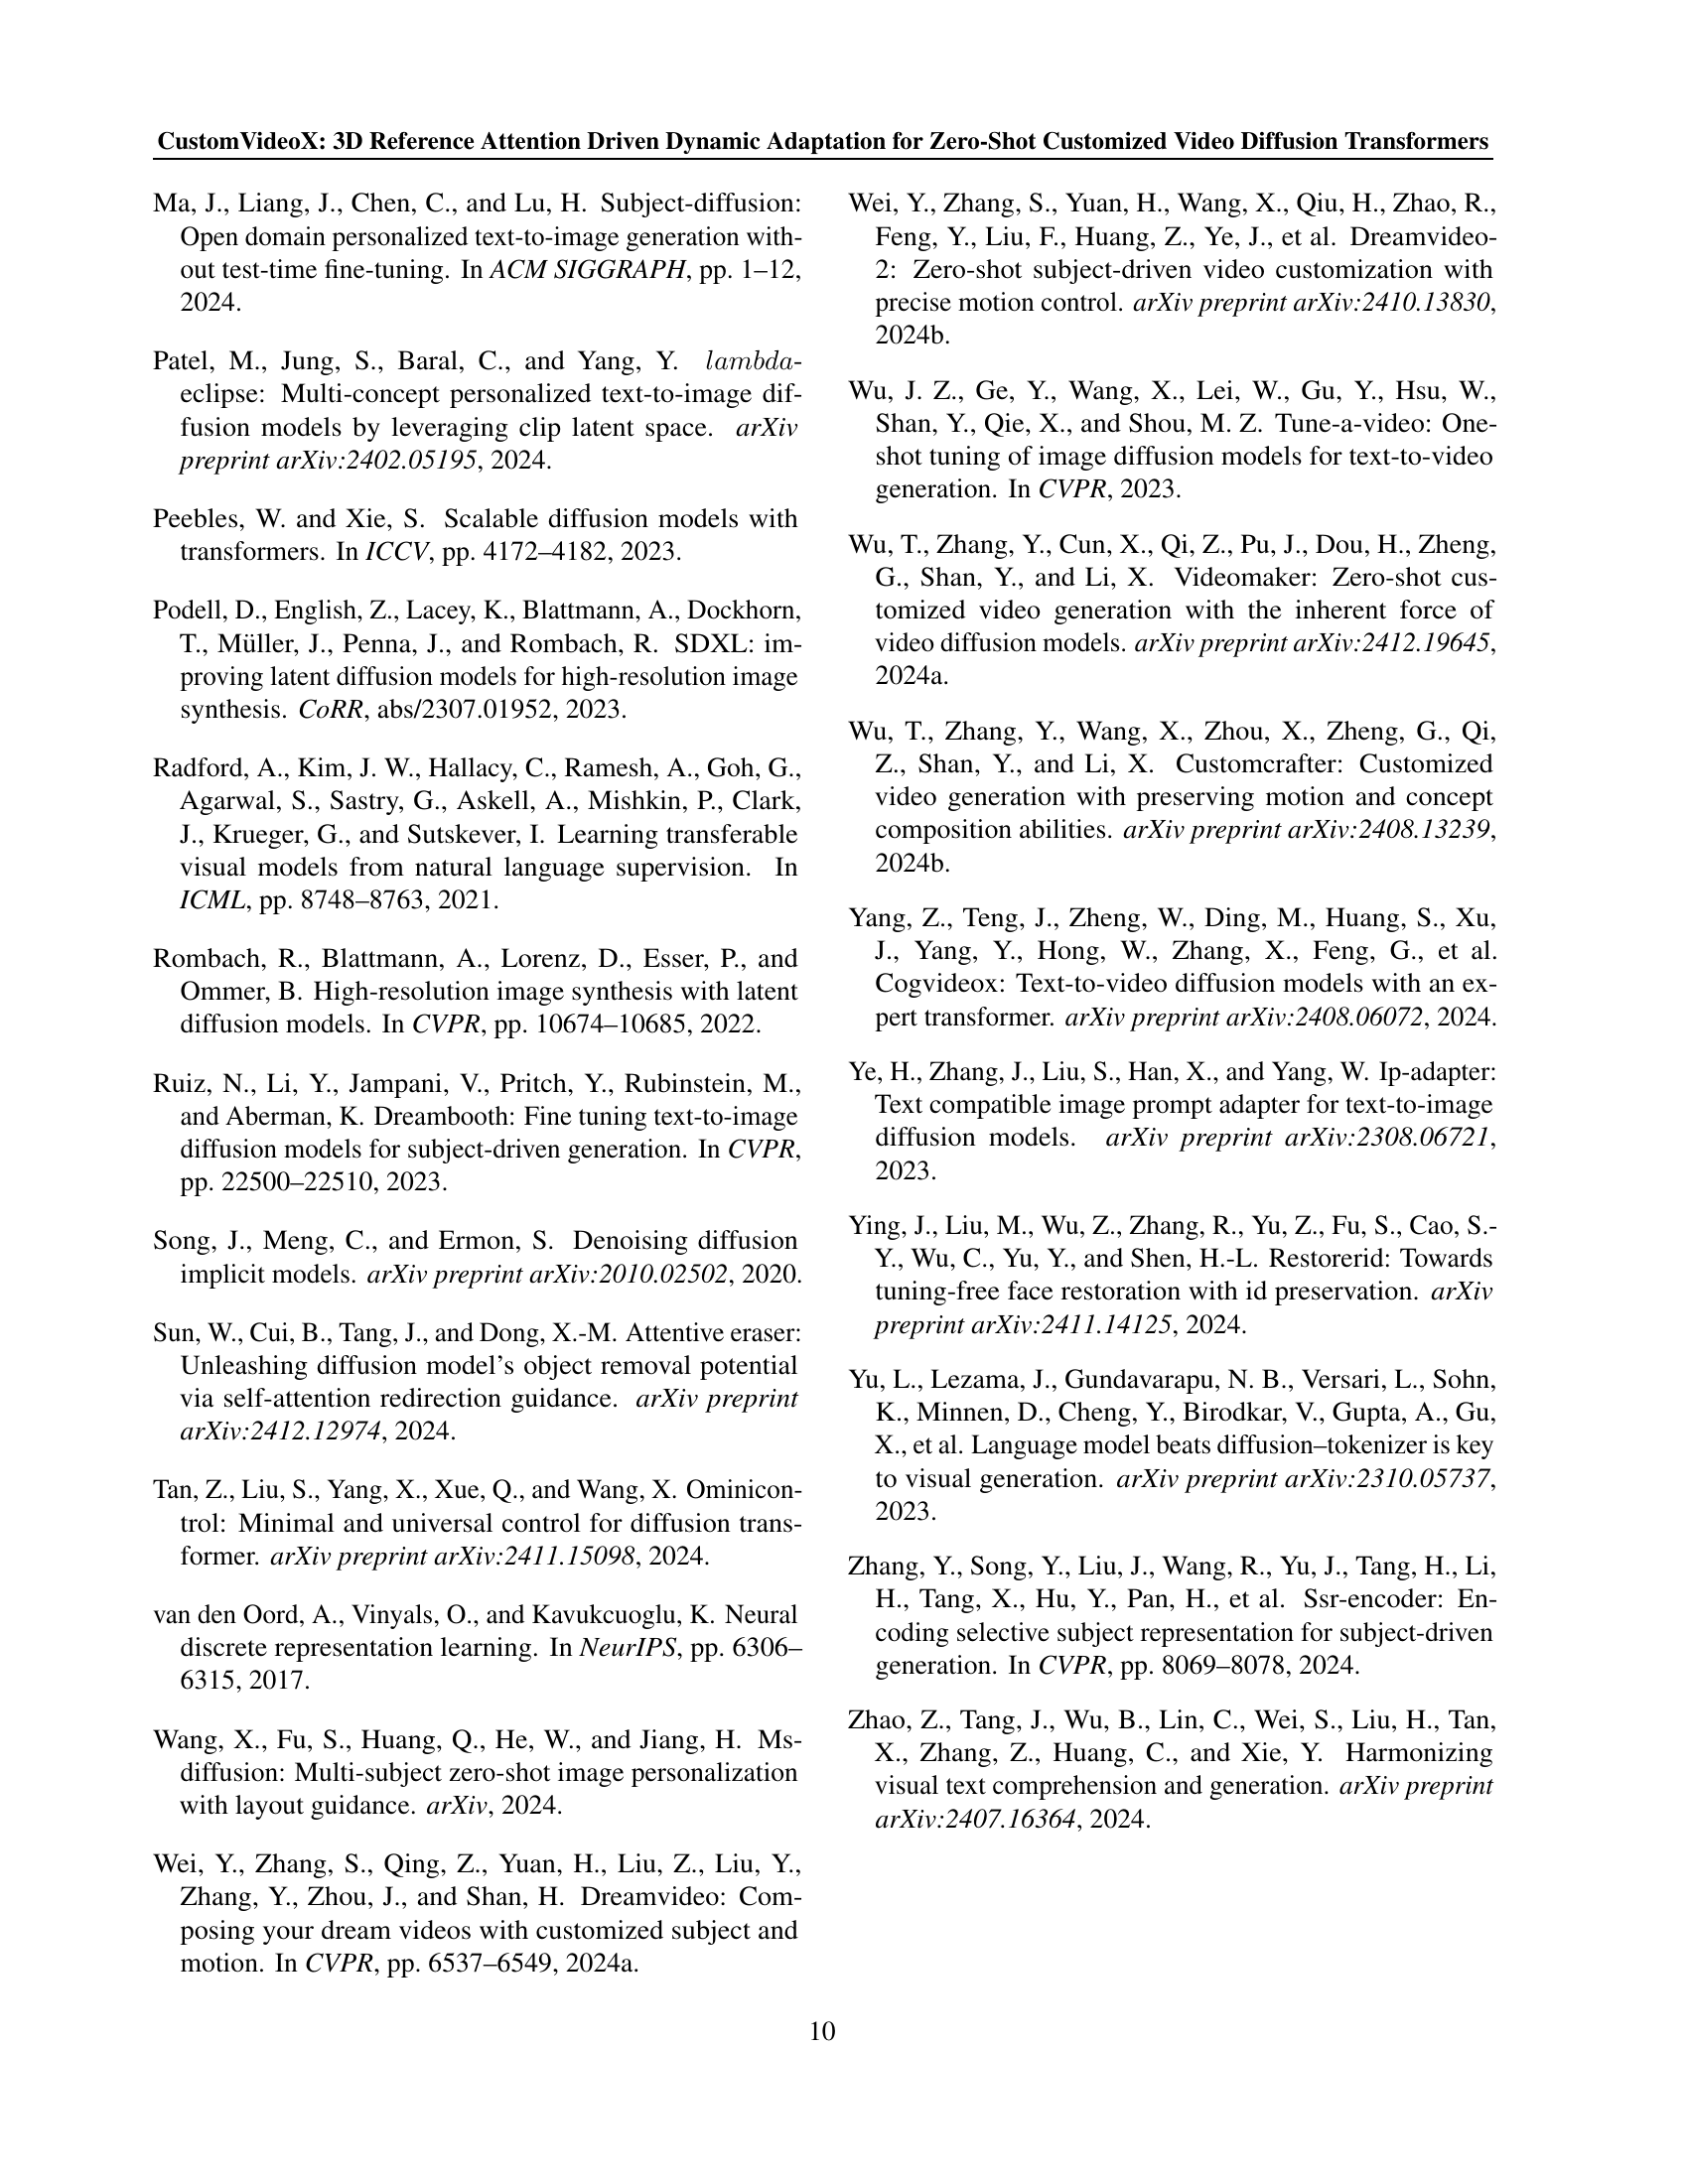 CustomVideoX: 3D Reference Attention Driven Dynamic Adaptation for Zero-Shot Customized Video Diffusion Transformers
Ma, J., Liang, J., Chen, C., and Lu, H. Subject-diffusion:
Open domain personalized text-to-image generation with-
out test-time fine-tuning. In ACM SIGGRAPH, pp. 1–12,
2024.
Patel, M., Jung, S., Baral, C., and Yang, Y. lambda-
eclipse: Multi-concept personalized text-to-image dif-
fusion models by leveraging clip latent space. arXiv
preprint arXiv:2402.05195, 2024.
Peebles, W. and Xie, S. Scalable diffusion models with
transformers. In ICCV, pp. 4172–4182, 2023.
Podell, D., English, Z., Lacey, K., Blattmann, A., Dockhorn,
T., Müller, J., Penna, J., and Rombach, R. SDXL: im-
proving latent diffusion models for high-resolution image
synthesis. CoRR, abs/2307.01952, 2023.
Radford, A., Kim, J. W., Hallacy, C., Ramesh, A., Goh, G.,
Agarwal, S., Sastry, G., Askell, A., Mishkin, P., Clark,
J., Krueger, G., and Sutskever, I. Learning transferable
visual models from natural language supervision. In
ICML, pp. 8748–8763, 2021.
Rombach, R., Blattmann, A., Lorenz, D., Esser, P., and
Ommer, B. High-resolution image synthesis with latent
diffusion models. In CVPR, pp. 10674–10685, 2022.
Ruiz, N., Li, Y., Jampani, V., Pritch, Y., Rubinstein, M.,
and Aberman, K. Dreambooth: Fine tuning text-to-image
diffusion models for subject-driven generation. In CVPR,
pp. 22500–22510, 2023.
Song, J., Meng, C., and Ermon, S. Denoising diffusion
implicit models. arXiv preprint arXiv:2010.02502, 2020.
Sun, W., Cui, B., Tang, J., and Dong, X.-M. Attentive eraser:
Unleashing diffusion model's object removal potential
via self-attention redirection guidance. arXiv preprint
arXiv:2412.12974, 2024.
Tan, Z., Liu, S., Yang, X., Xue, Q., and Wang, X. Ominicon-
trol: Minimal and universal control for diffusion trans-
former. arXiv preprint arXiv:2411.15098, 2024.
van den Oord, A., Vinyals, O., and Kavukcuoglu, K. Neural
discrete representation learning. In NeurIPS, pp. 6306–
6315, 2017.
Wang, X., Fu, S., Huang, Q., He, W., and Jiang, H. Ms-
diffusion: Multi-subject zero-shot image personalization
with layout guidance. arXiv, 2024.
Wei, Y., Zhang, S., Qing, Z., Yuan, H., Liu, Z., Liu, Y.,
Zhang, Y., Zhou, J., and Shan, H. Dreamvideo: Com-
posing your dream videos with customized subject and
motion. In CVPR, pp. 6537–6549, 2024a.
Wei, Y., Zhang, S., Yuan, H., Wang, X., Qiu, H., Zhao, R.,
Feng, Y., Liu, F., Huang, Z., Ye, J., et al. Dreamvideo-
2: Zero-shot subject-driven video customization with
precise motion control. arXiv preprint arXiv:2410.13830,
2024b.
Wu, J. Z., Ge, Y., Wang, X., Lei, W., Gu, Y., Hsu, W.,
Shan, Y., Qie, X., and Shou, M. Z. Tune-a-video: One-
shot tuning of image diffusion models for text-to-video
generation. In CVPR, 2023.
Wu, T., Zhang, Y., Cun, X., Qi, Z., Pu, J., Dou, H., Zheng,
G., Shan, Y., and Li, X. Videomaker: Zero-shot cus-
tomized video generation with the inherent force of
video diffusion models. arXiv preprint arXiv:2412.19645,
2024a.
Wu, T., Zhang, Y., Wang, X., Zhou, X., Zheng, G., Qi,
Z., Shan, Y., and Li, X. Customcrafter: Customized
video generation with preserving motion and concept
composition abilities. arXiv preprint arXiv:2408.13239,
2024b.
Yang, Z., Teng, J., Zheng, W., Ding, M., Huang, S., Xu,
J., Yang, Y., Hong, W., Zhang, X., Feng, G., et al.
Cogvideox: Text-to-video diffusion models with an ex-
pert transformer. arXiv preprint arXiv:2408.06072, 2024.
Ye, H., Zhang, J., Liu, S., Han, X., and Yang, W. Ip-adapter:
Text compatible image prompt adapter for text-to-image
diffusion models. arXiv preprint arXiv:2308.06721,
2023.
Ying, J., Liu, M., Wu, Z., Zhang, R., Yu, Z., Fu, S., Cao, S.-
Y., Wu, C., Yu, Y., and Shen, H.-L. Restorerid: Towards
tuning-free face restoration with id preservation. arXiv
preprint arXiv:2411.14125, 2024.
Yu, L., Lezama, J., Gundavarapu, N. B., Versari, L., Sohn,
K., Minnen, D., Cheng, Y., Birodkar, V., Gupta, A., Gu,
X., et al. Language model beats diffusion–tokenizer is key
to visual generation. arXiv preprint arXiv:2310.05737,
2023.
Zhang, Y., Song, Y., Liu, J., Wang, R., Yu, J., Tang, H., Li,
H., Tang, X., Hu, Y., Pan, H., et al. Ssr-encoder: En-
coding selective subject representation for subject-driven
generation. In CVPR, pp. 8069–8078, 2024.
Zhao, Z., Tang, J., Wu, B., Lin, C., Wei, S., Liu, H., Tan,
X., Zhang, Z., Huang, C., and Xie, Y. Harmonizing
visual text comprehension and generation. arXiv preprint
arXiv:2407.16364, 2024.
10